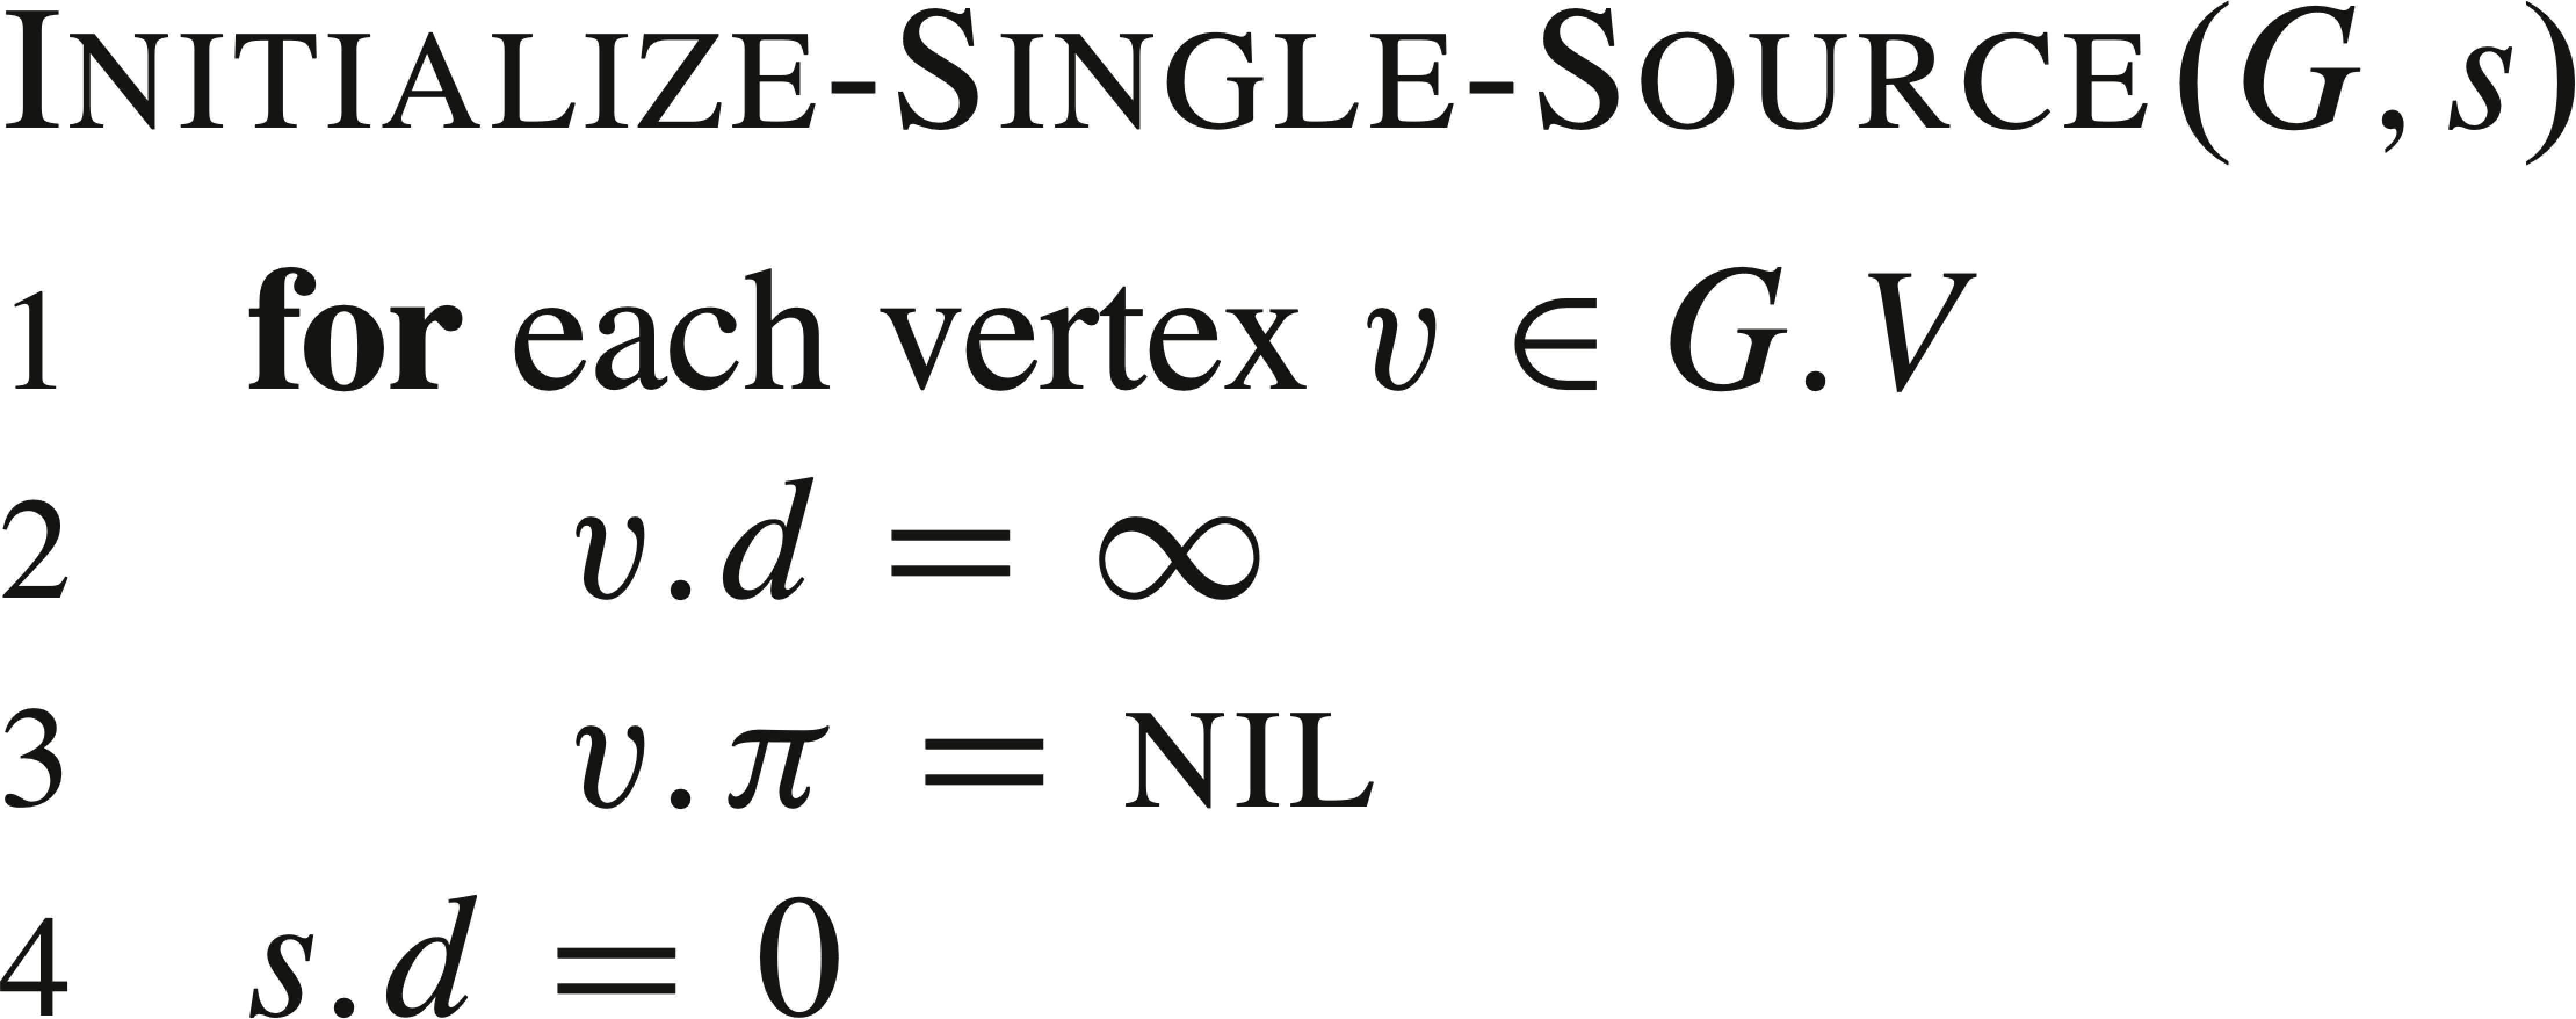 INITIALIZE-SINGLE-SOURCE(G, s)
1 for each vertex v ∈ G.V
2 v.d = ∞
3 v.π = NIL
4 s.d = 0